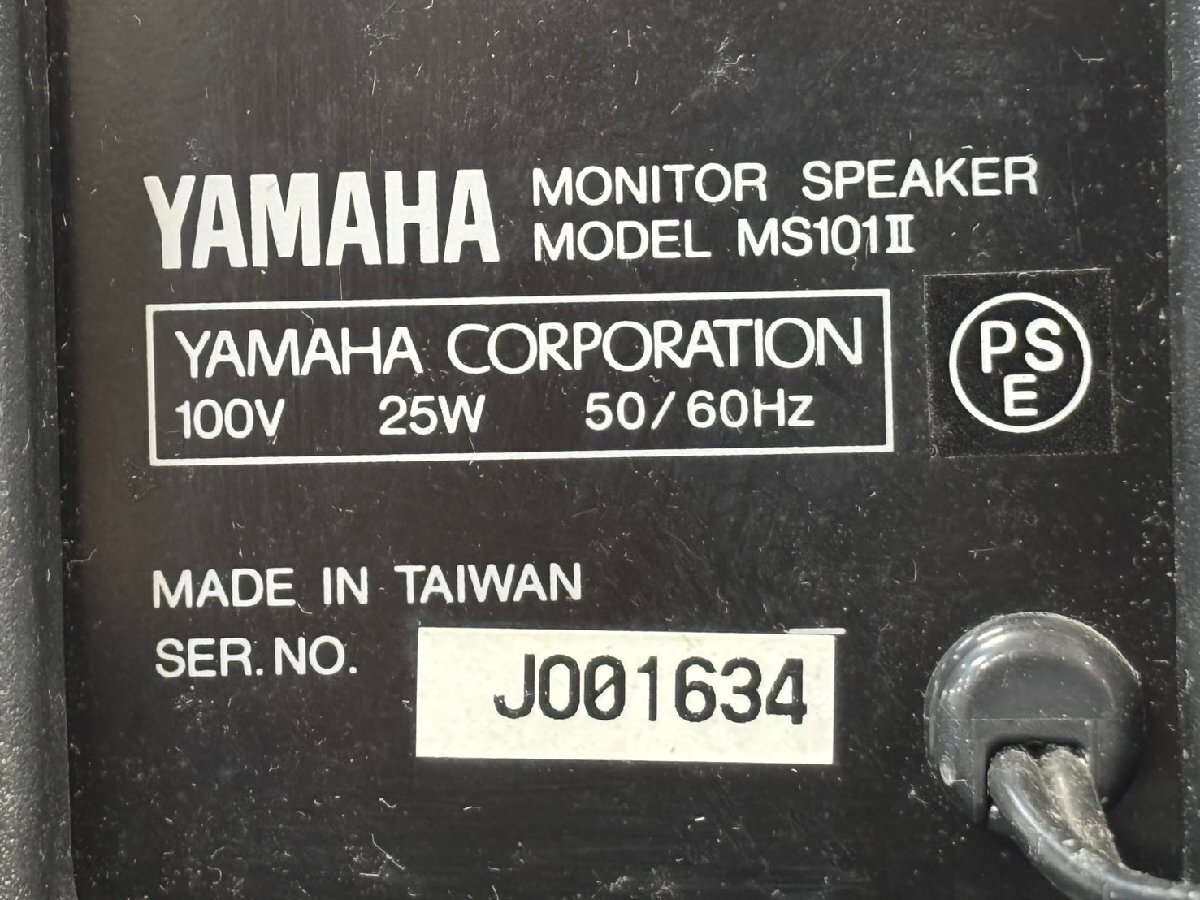 YAMAHA
MONITOR SPEAKER
MODEL MS101II
YAMAHA CORPORATION
100V 25W 50/60Hz
PS
E
MADE IN TAIWAN
SER. NO.
J001634